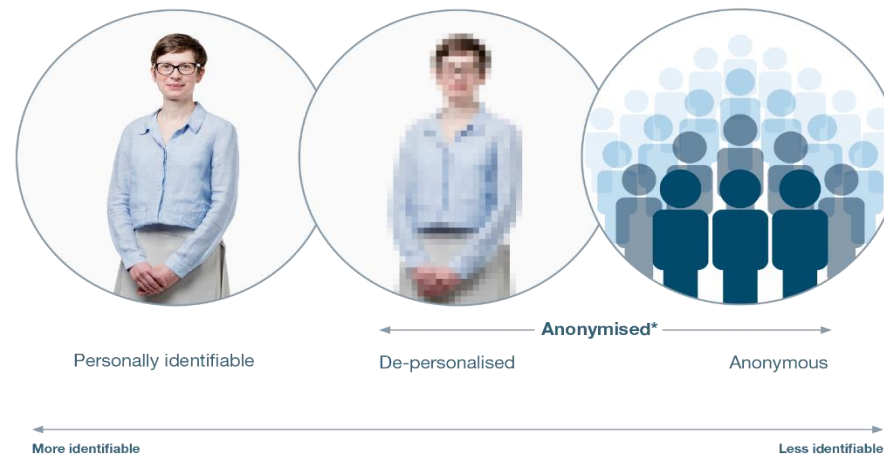 Anonymised*
Personally identifiable
De-personalised
Anonymous
More identifiable
Less identifiable